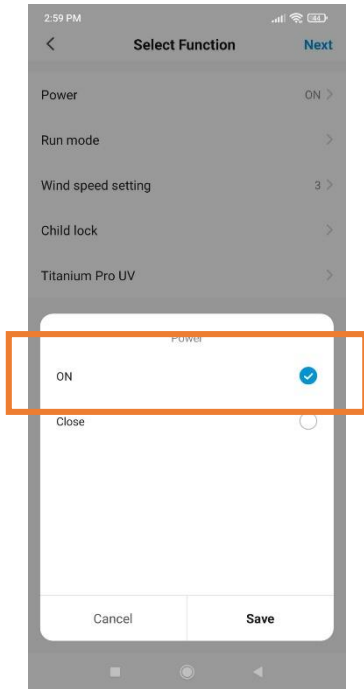 2:59 PM 44
Select Function Next
Power ON
Run mode
Wind speed setting 3
Child lock
Titanium Pro UV
Power
ON
Close
Cancel Save